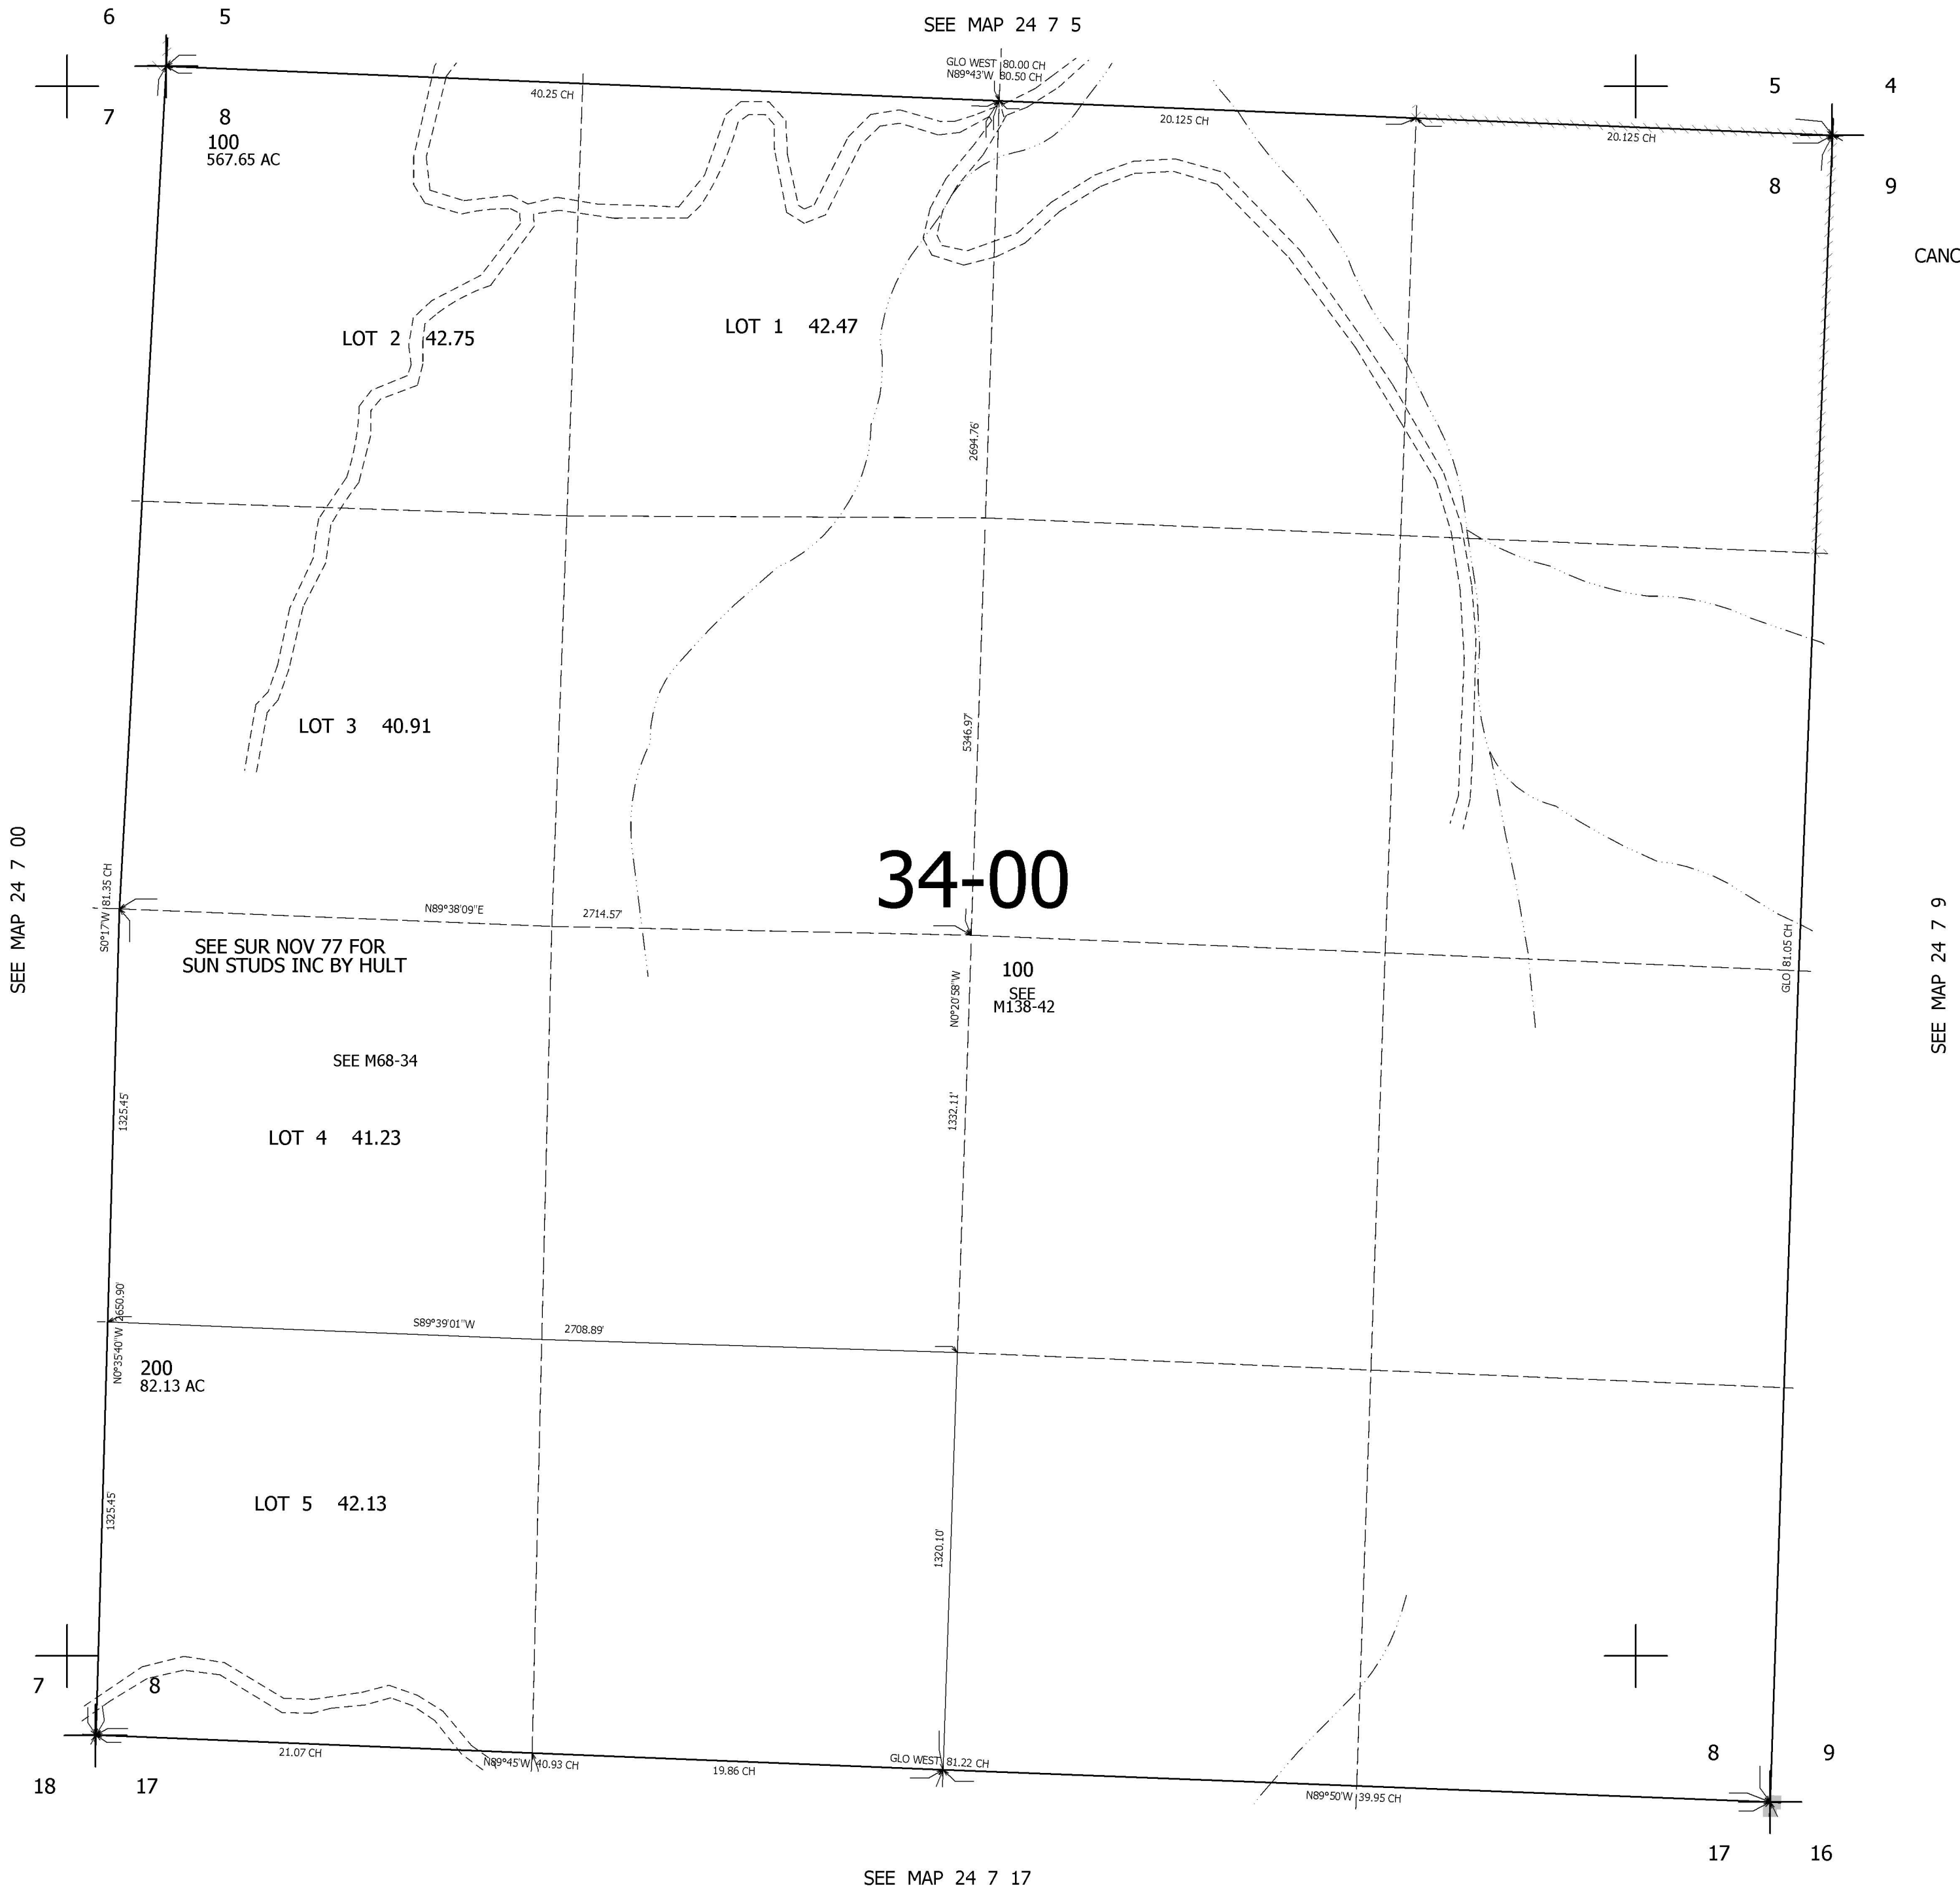 6 5
SEE MAP 24 7 5
GLO WEST 80.00 CH
N89°43'W 80.50 CH
5 4
40.25 CH
20.125 CH
20.125 CH
7 8
100
567.65 AC
8 9
CANC
LOT 1 42.47
LOT 2 42.75
2694.76'
LOT 3 40.91
5346.97'
SEE MAP 24 7 00
S0°17'W 81.35 CH
34-00
N89°38'09"E 2714.57'
SEE SUR NOV 77 FOR
SUN STUDS INC BY HULT
GLO 81.05 CH
SEE MAP 24 7 9
100
SEE
M138-42
N0°20'58"W
SEE M68-34
1325.45'
1332.11'
LOT 4 41.23
N0°35'40"W 2650.90'
S89°39'01"W 2708.89'
200
82.13 AC
LOT 5 42.13
1325.45'
1320.10'
7 8
21.07 CH
N89°45'W 40.93 CH
19.86 CH
GLO WEST 81.22 CH
N89°50'W 39.95 CH
8 9
18 17
17 16
SEE MAP 24 7 17